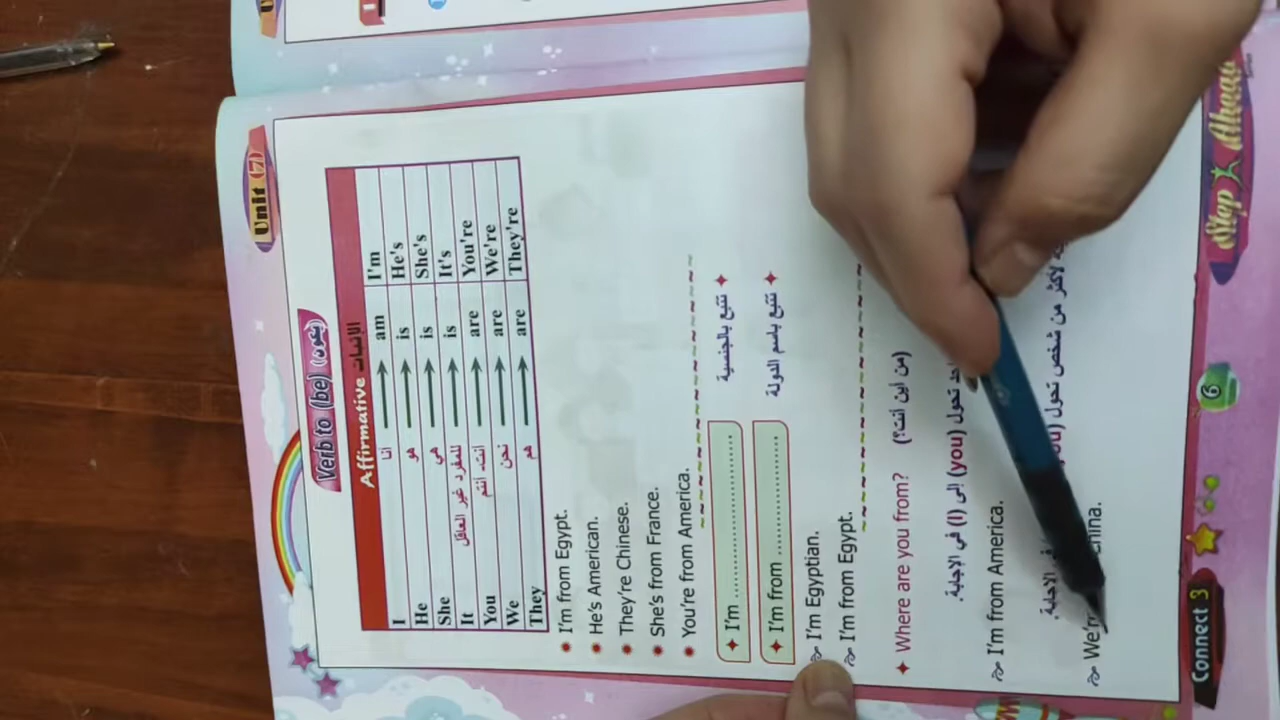 Unit (7)
Verb to (be) (يكون)
Affirmative الإثبات
I أنا am I'm
He هو is He's
She هي is She's
It للمفرد غير العاقل is It's
You أنت، أنتم are You're
We نحن are We're
They هم are They're
I'm from Egypt.
He's American.
They're Chinese.
She's from France.
You're from America.
I'm .................... تتبع بالجنسية
I'm from .................... تتبع باسم الدولة
I'm Egyptian.
I'm from Egypt.
Where are you from? (من أين أنت؟)
تحول (you) إلى (I) في الإجابة.
I'm from America.
لأكثر من شخص تحول
الإجابة.
Connect 3
6
Step Ahead